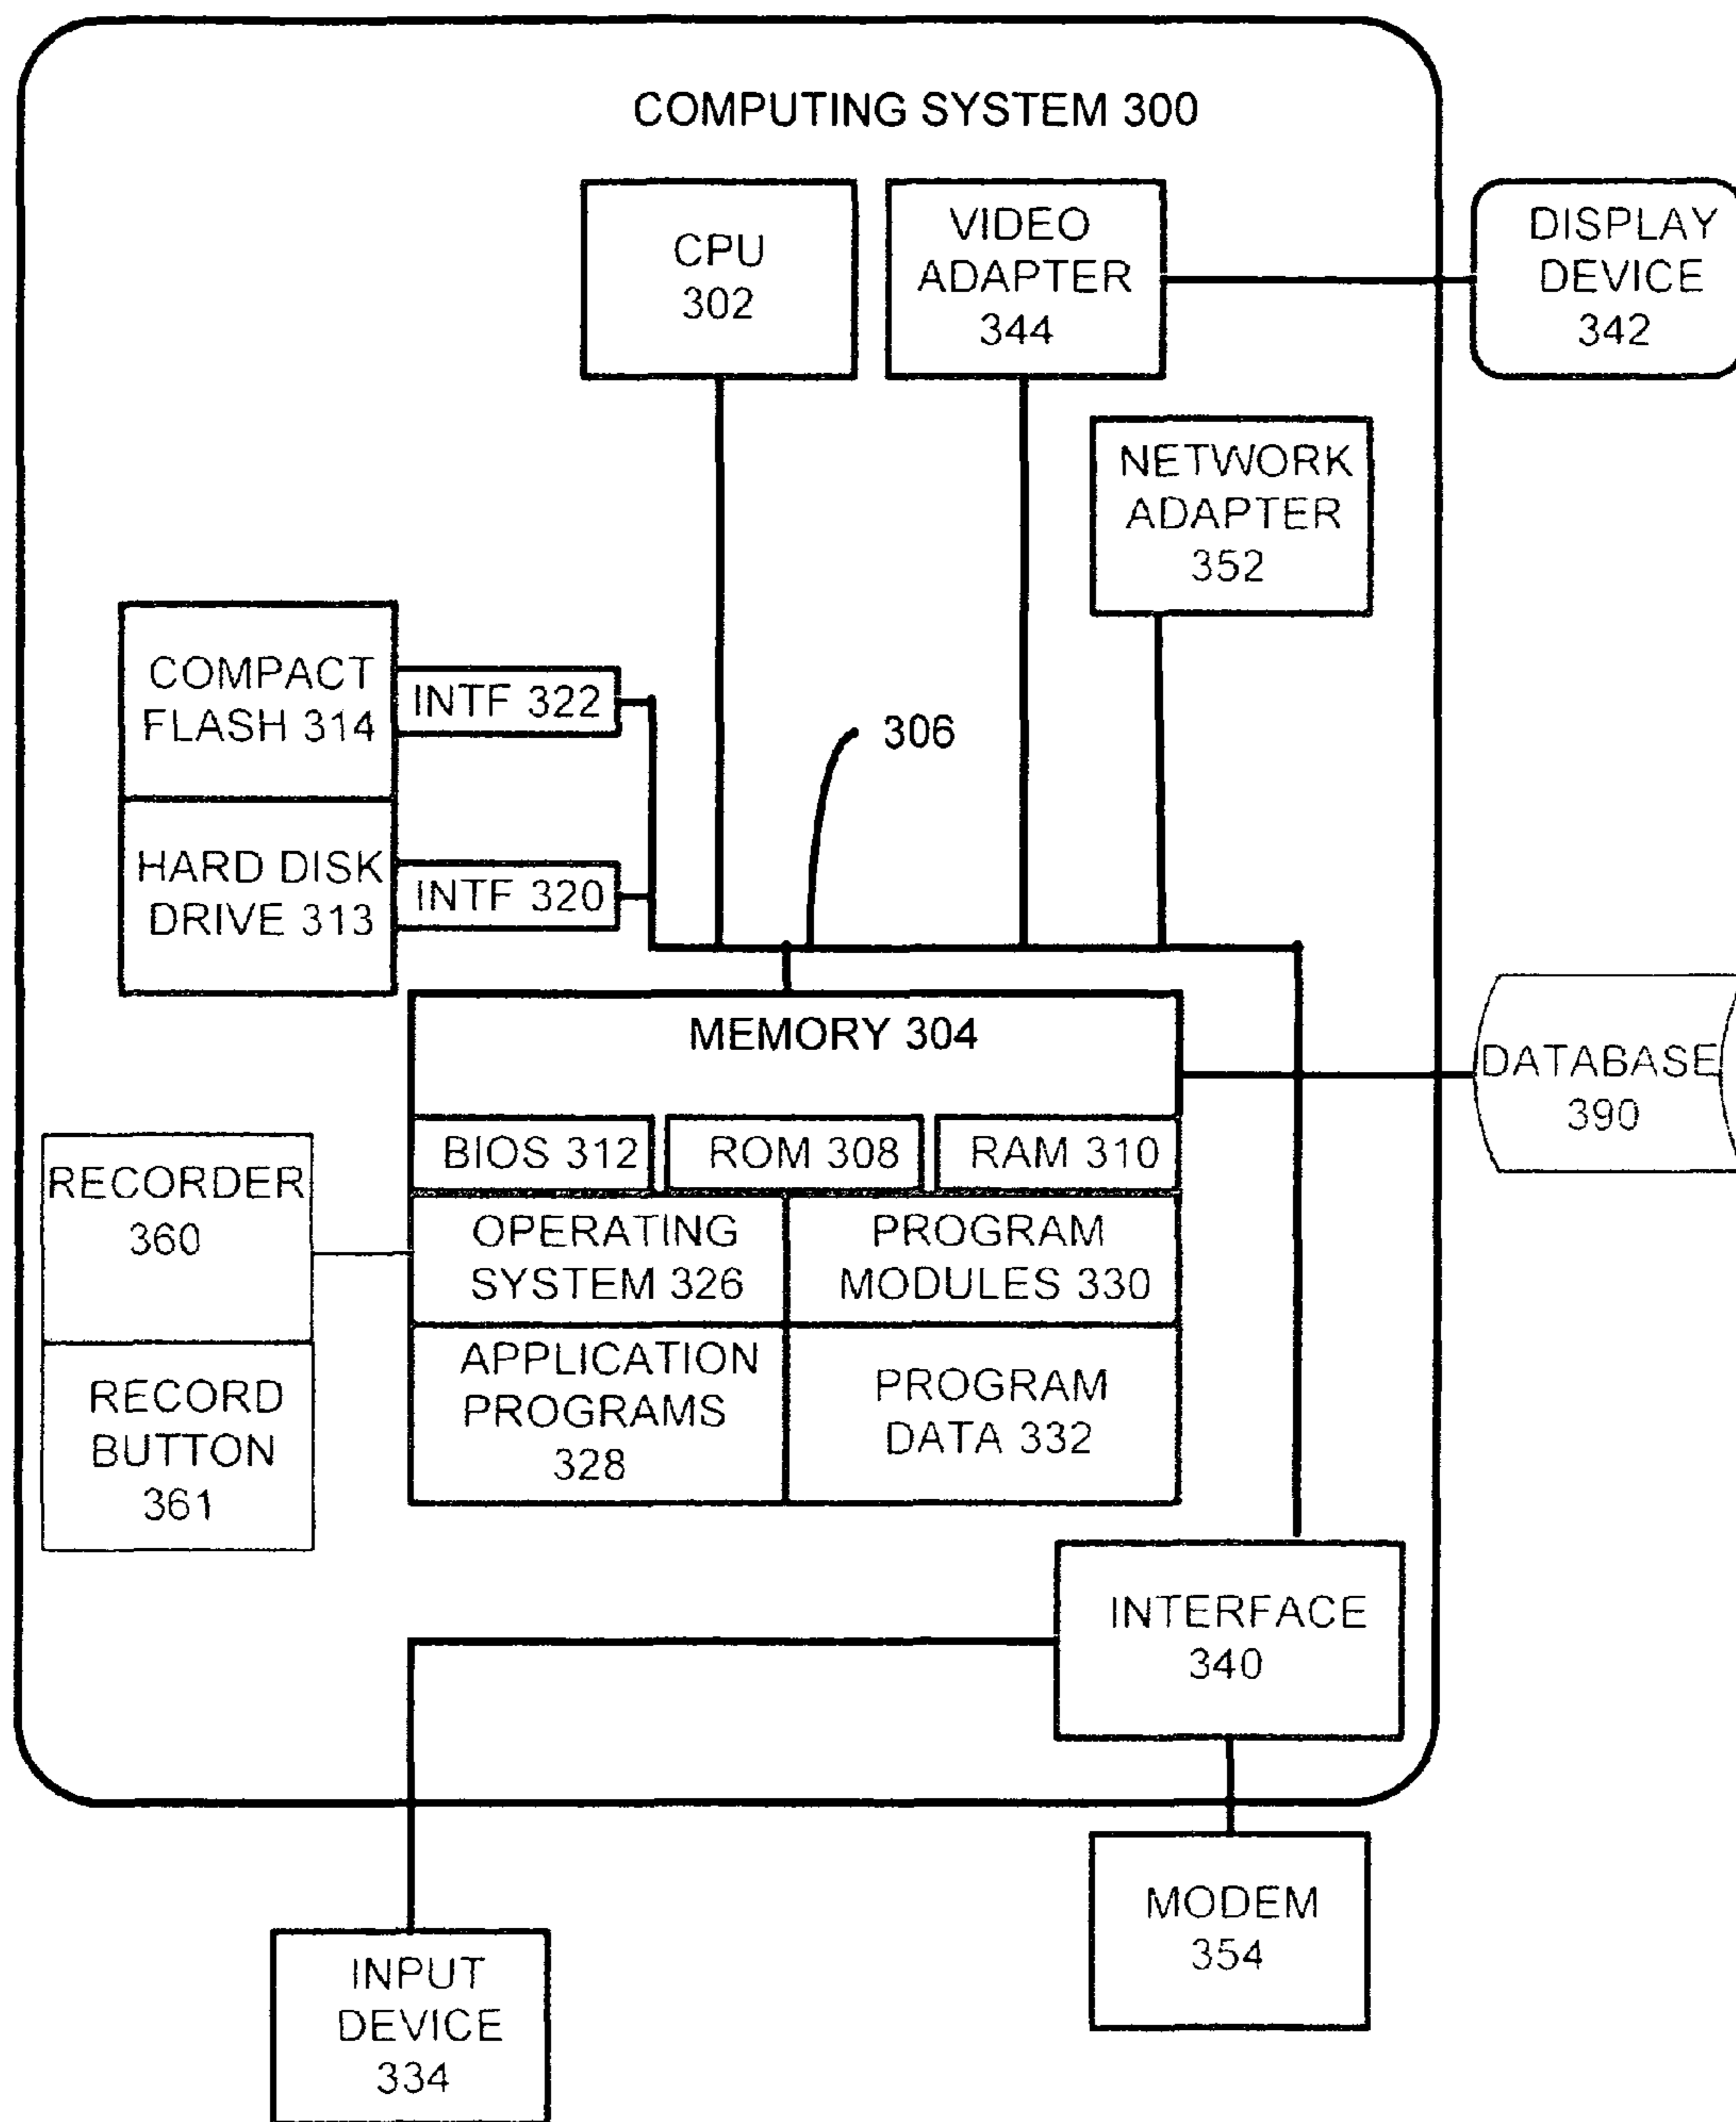 COMPUTING SYSTEM 300
CPU
302
VIDEO
ADAPTER
344
DISPLAY
DEVICE
342
NETWORK
ADAPTER
352
COMPACT
FLASH 314
INTF 322
306
HARD DISK
DRIVE 313
INTF 320
MEMORY 304
DATABASE
390
BIOS 312
ROM 308
RAM 310
RECORDER
360
OPERATING
SYSTEM 326
PROGRAM
MODULES 330
RECORD
BUTTON
361
APPLICATION
PROGRAMS
328
PROGRAM
DATA 332
INTERFACE
340
MODEM
354
INPUT
DEVICE
334